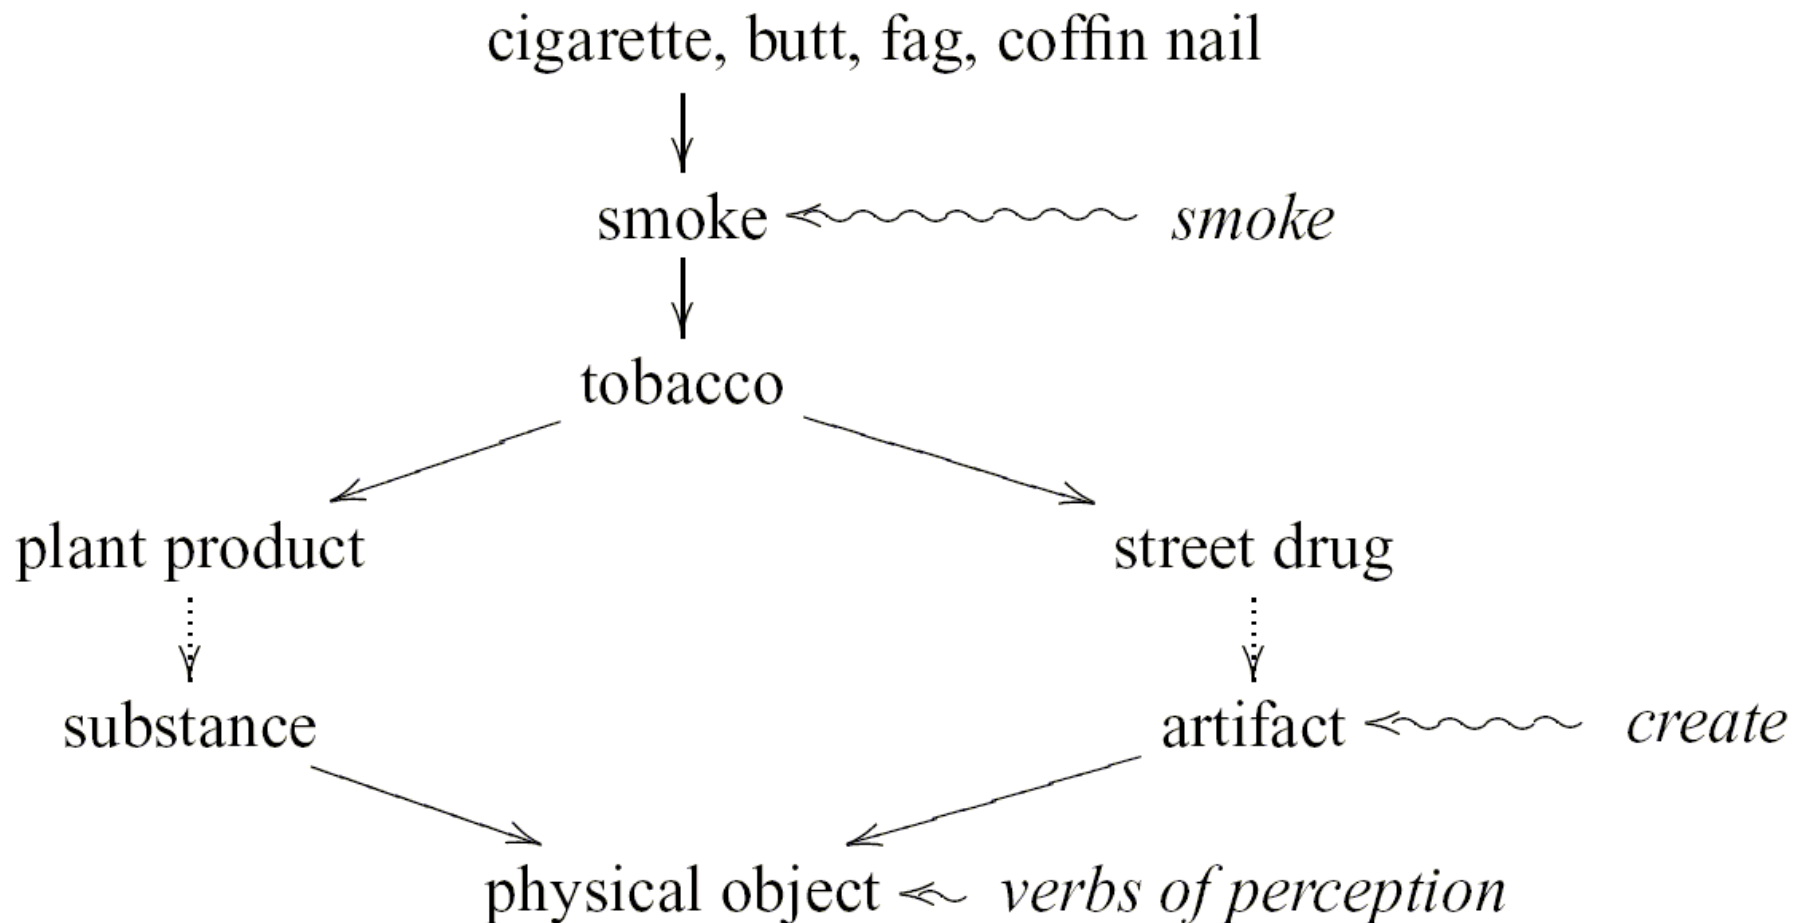 cigarette, butt, fag, coffin nail
smoke smoke
tobacco
plant product street drug
substance artifact create
physical object verbs of perception